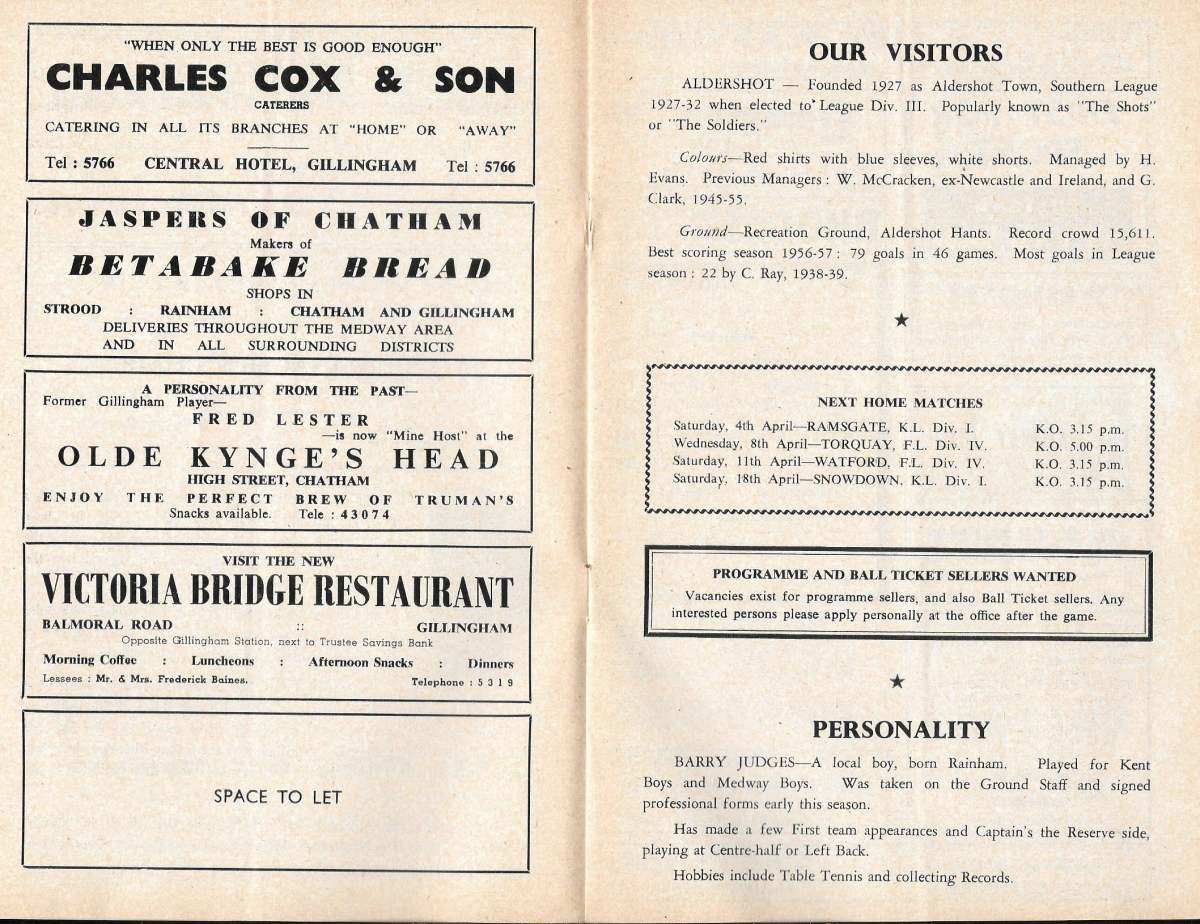 "WHEN ONLY THE BEST IS GOOD ENOUGH"
CHARLES COX & SON
CATERERS
CATERING IN ALL ITS BRANCHES AT "HOME" OR "AWAY"
Tel : 5766 CENTRAL HOTEL, GILLINGHAM Tel : 5766
JASPERS OF CHATHAM
Makers of
BETABAKE BREAD
SHOPS IN
STROOD : RAINHAM : CHATHAM AND GILLINGHAM
DELIVERIES THROUGHOUT THE MEDWAY AREA
AND IN ALL SURROUNDING DISTRICTS
A PERSONALITY FROM THE PAST—
Former Gillingham Player—
FRED LESTER
—is now "Mine Host" at the
OLDE KYNGE'S HEAD
HIGH STREET, CHATHAM
ENJOY THE PERFECT BREW OF TRUMAN'S
Snacks available. Tele : 43074
VISIT THE NEW
VICTORIA BRIDGE RESTAURANT
BALMORAL ROAD :: GILLINGHAM
Opposite Gillingham Station, next to Trustee Savings Bank
Morning Coffee : Luncheons : Afternoon Snacks : Dinners
Lessees : Mr. & Mrs. Frederick Baines. Telephone : 5319
SPACE TO LET
OUR VISITORS
ALDERSHOT — Founded 1927 as Aldershot Town, Southern League
1927-32 when elected to League Div. III. Popularly known as "The Shots"
or "The Soldiers."
Colours—Red shirts with blue sleeves, white shorts. Managed by H.
Evans. Previous Managers : W. McCracken, ex-Newcastle and Ireland, and G.
Clark, 1945-55.
Ground—Recreation Ground, Aldershot Hants. Record crowd 15,611.
Best scoring season 1956-57 : 79 goals in 46 games. Most goals in League
season : 22 by C. Ray, 1938-39.
NEXT HOME MATCHES
Saturday, 4th April—RAMSGATE, K.L. Div. I. K.O. 3.15 p.m.
Wednesday, 8th April—TORQUAY, F.L. Div. IV. K.O. 5.00 p.m.
Saturday, 11th April—WATFORD, F.L. Div. IV. K.O. 3.15 p.m.
Saturday, 18th April—SNOWDOWN, K.L. Div. I. K.O. 3.15 p.m.
PROGRAMME AND BALL TICKET SELLERS WANTED
Vacancies exist for programme sellers, and also Ball Ticket sellers. Any
interested persons please apply personally at the office after the game.
PERSONALITY
BARRY JUDGES—A local boy, born Rainham. Played for Kent
Boys and Medway Boys. Was taken on the Ground Staff and signed
professional forms early this season.
Has made a few First team appearances and Captain's the Reserve side,
playing at Centre-half or Left Back.
Hobbies include Table Tennis and collecting Records.